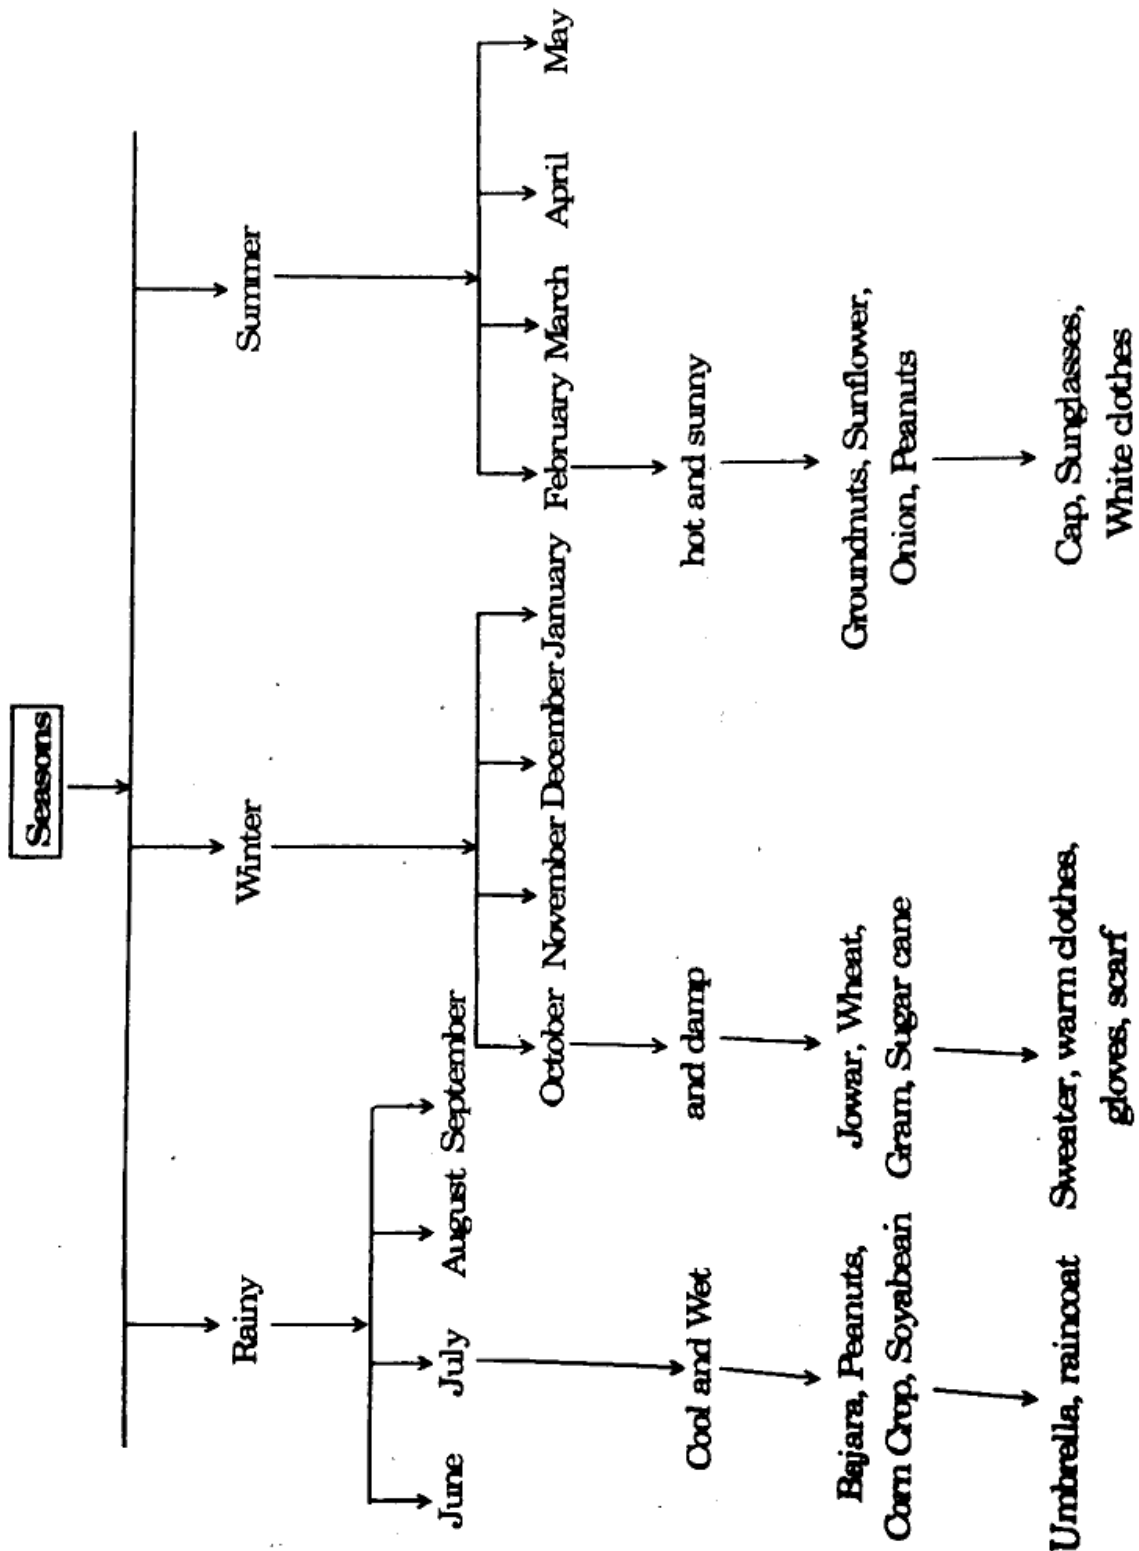 Seasons
Rainy
Winter
Summer
June
July
August
September
October
November
December
January
February
March
April
May
Cool and Wet
and damp
hot and sunny
Bajara, Peanuts,
Corn Crop, Soyabean
Jowar, Wheat,
Gram, Sugar cane
Groundnuts, Sunflower,
Onion, Peanuts
Umbrella, raincoat
Sweater, warm clothes,
gloves, scarf
Cap, Sunglasses,
White clothes